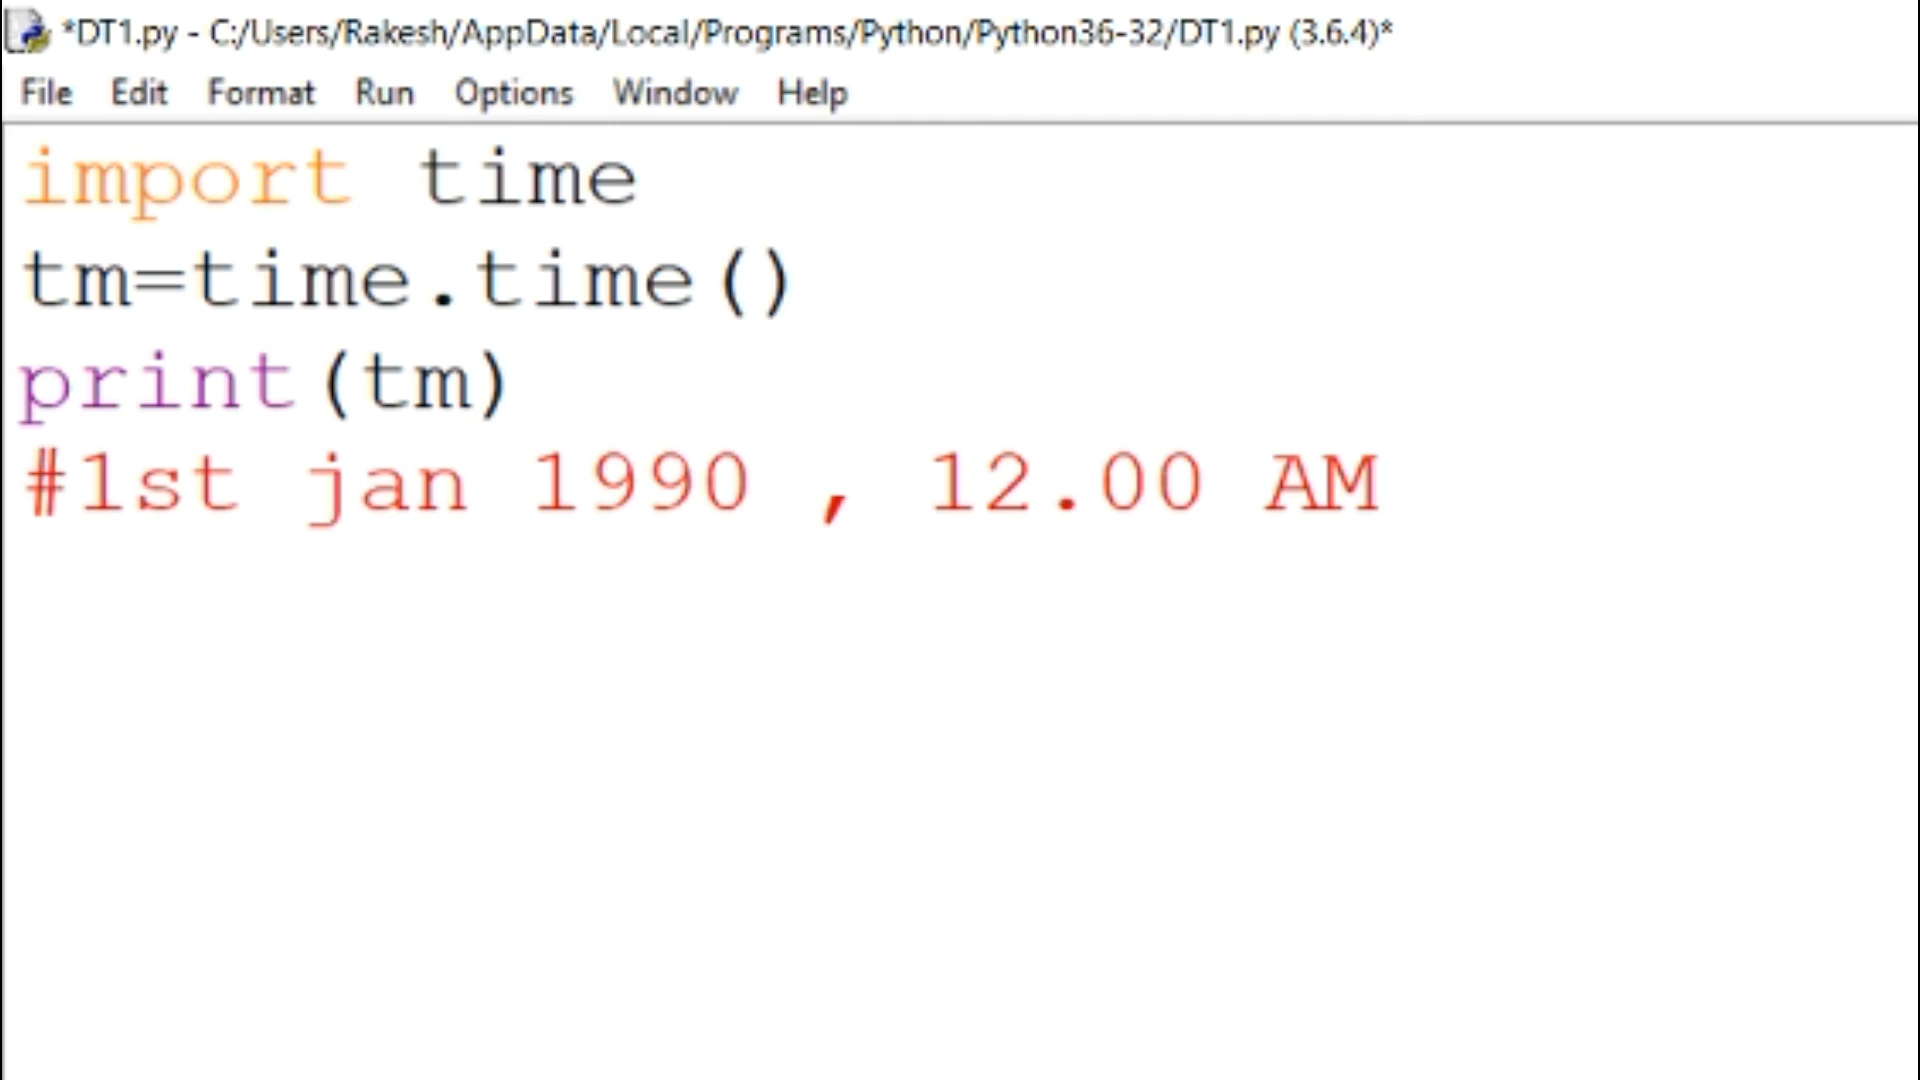 *DT1.py - C:/Users/Rakesh/AppData/Local/Programs/Python/Python36-32/DT1.py (3.6.4)*
File Edit Format Run Options Window Help
import time
tm=time.time()
print(tm)
#1st jan 1990 , 12.00 AM